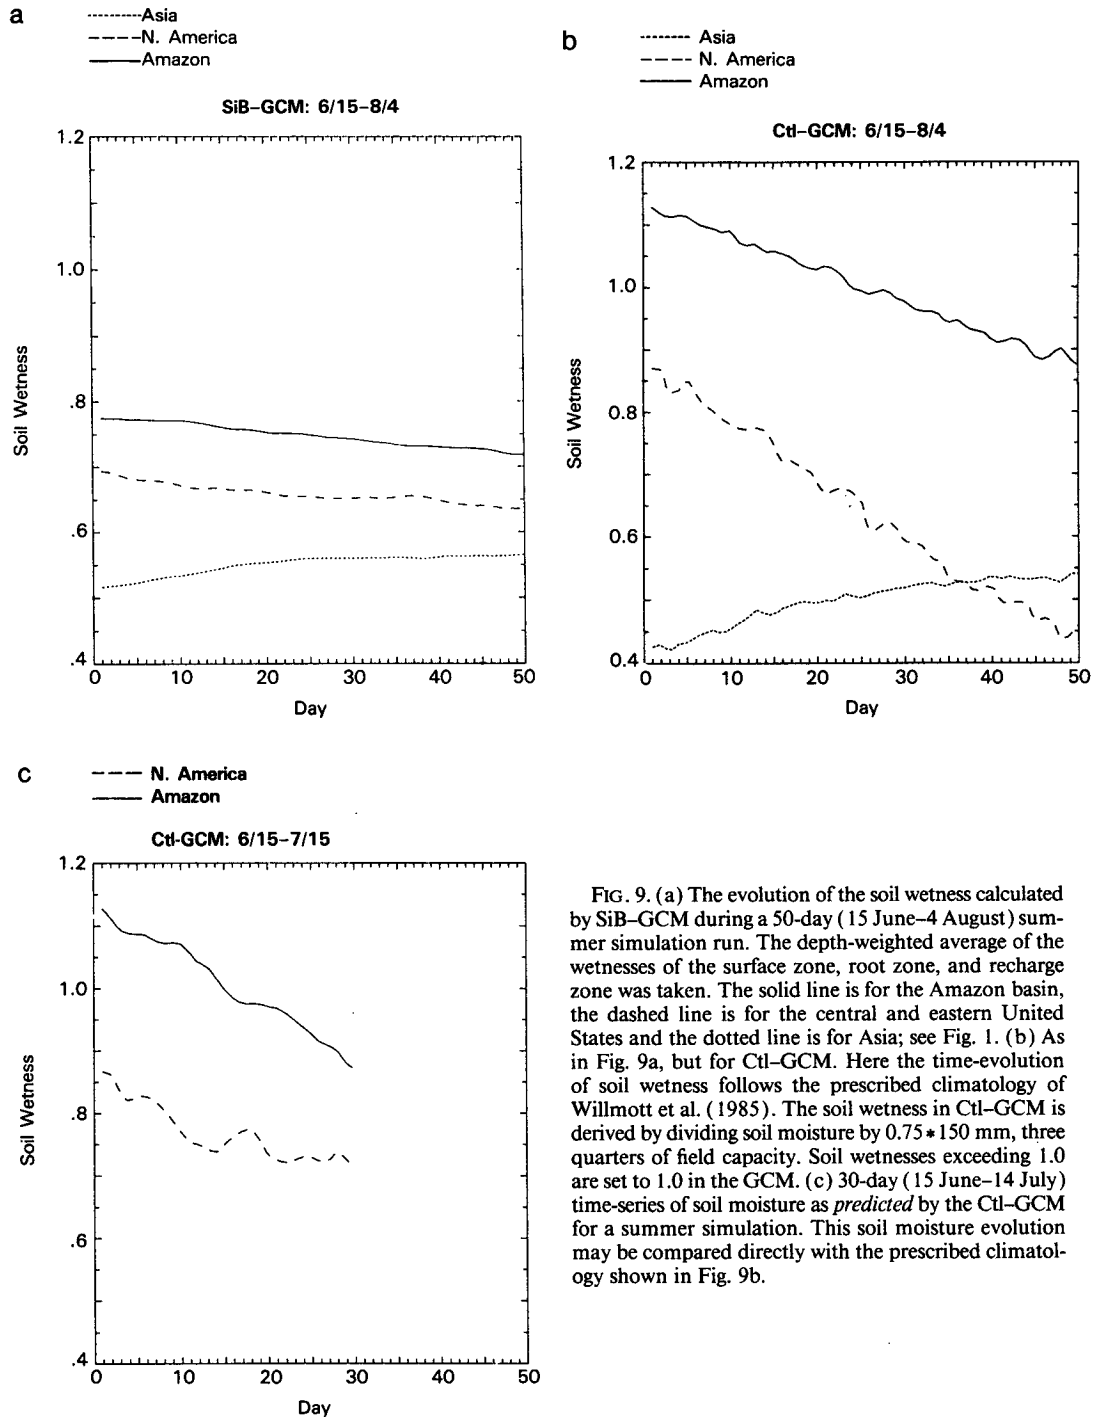 a
Asia
N. America
Amazon
SiB–GCM: 6/15–8/4
1.2
1.0
.8
.6
.4
Soil Wetness
0 10 20 30 40 50
Day
b
Asia
N. America
Amazon
Ctl–GCM: 6/15–8/4
1.2
1.0
0.8
0.6
0.4
Soil Wetness
0 10 20 30 40 50
Day
c
N. America
Amazon
Ctl-GCM: 6/15–7/15
1.2
1.0
.8
.6
.4
Soil Wetness
0 10 20 30 40 50
Day
FIG. 9. (a) The evolution of the soil wetness calculated
by SiB–GCM during a 50-day (15 June–4 August) sum-
mer simulation run. The depth-weighted average of the
wetnesses of the surface zone, root zone, and recharge
zone was taken. The solid line is for the Amazon basin,
the dashed line is for the central and eastern United
States and the dotted line is for Asia; see Fig. 1. (b) As
in Fig. 9a, but for Ctl–GCM. Here the time-evolution
of soil wetness follows the prescribed climatology of
Willmott et al. (1985). The soil wetness in Ctl–GCM is
derived by dividing soil moisture by 0.75*150 mm, three
quarters of field capacity. Soil wetnesses exceeding 1.0
are set to 1.0 in the GCM. (c) 30-day (15 June–14 July)
time-series of soil moisture as predicted by the Ctl–GCM
for a summer simulation. This soil moisture evolution
may be compared directly with the prescribed climatol-
ogy shown in Fig. 9b.